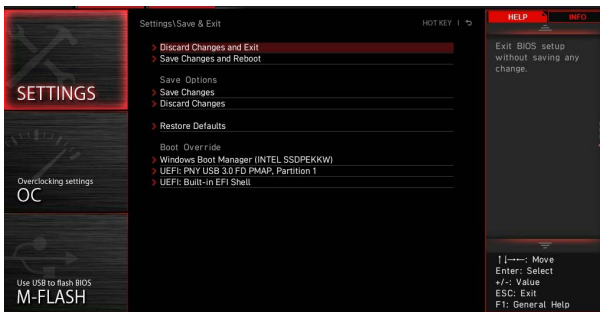 Settings\Save & Exit
HOT KEY |
HELP
INFO
SETTINGS
Discard Changes and Exit
Save Changes and Reboot
Save Options
Save Changes
Discard Changes
Restore Defaults
Boot Override
Windows Boot Manager (INTEL SSDPEKKW)
UEFI: PNY USB 3.0 FD PMAP, Partition 1
UEFI: Built-in EFI Shell
Overclocking settings
OC
Use USB to flash BIOS
M-FLASH
Exit BIOS setup
without saving any
change.
↑↓→←: Move
Enter: Select
+/-: Value
ESC: Exit
F1: General Help